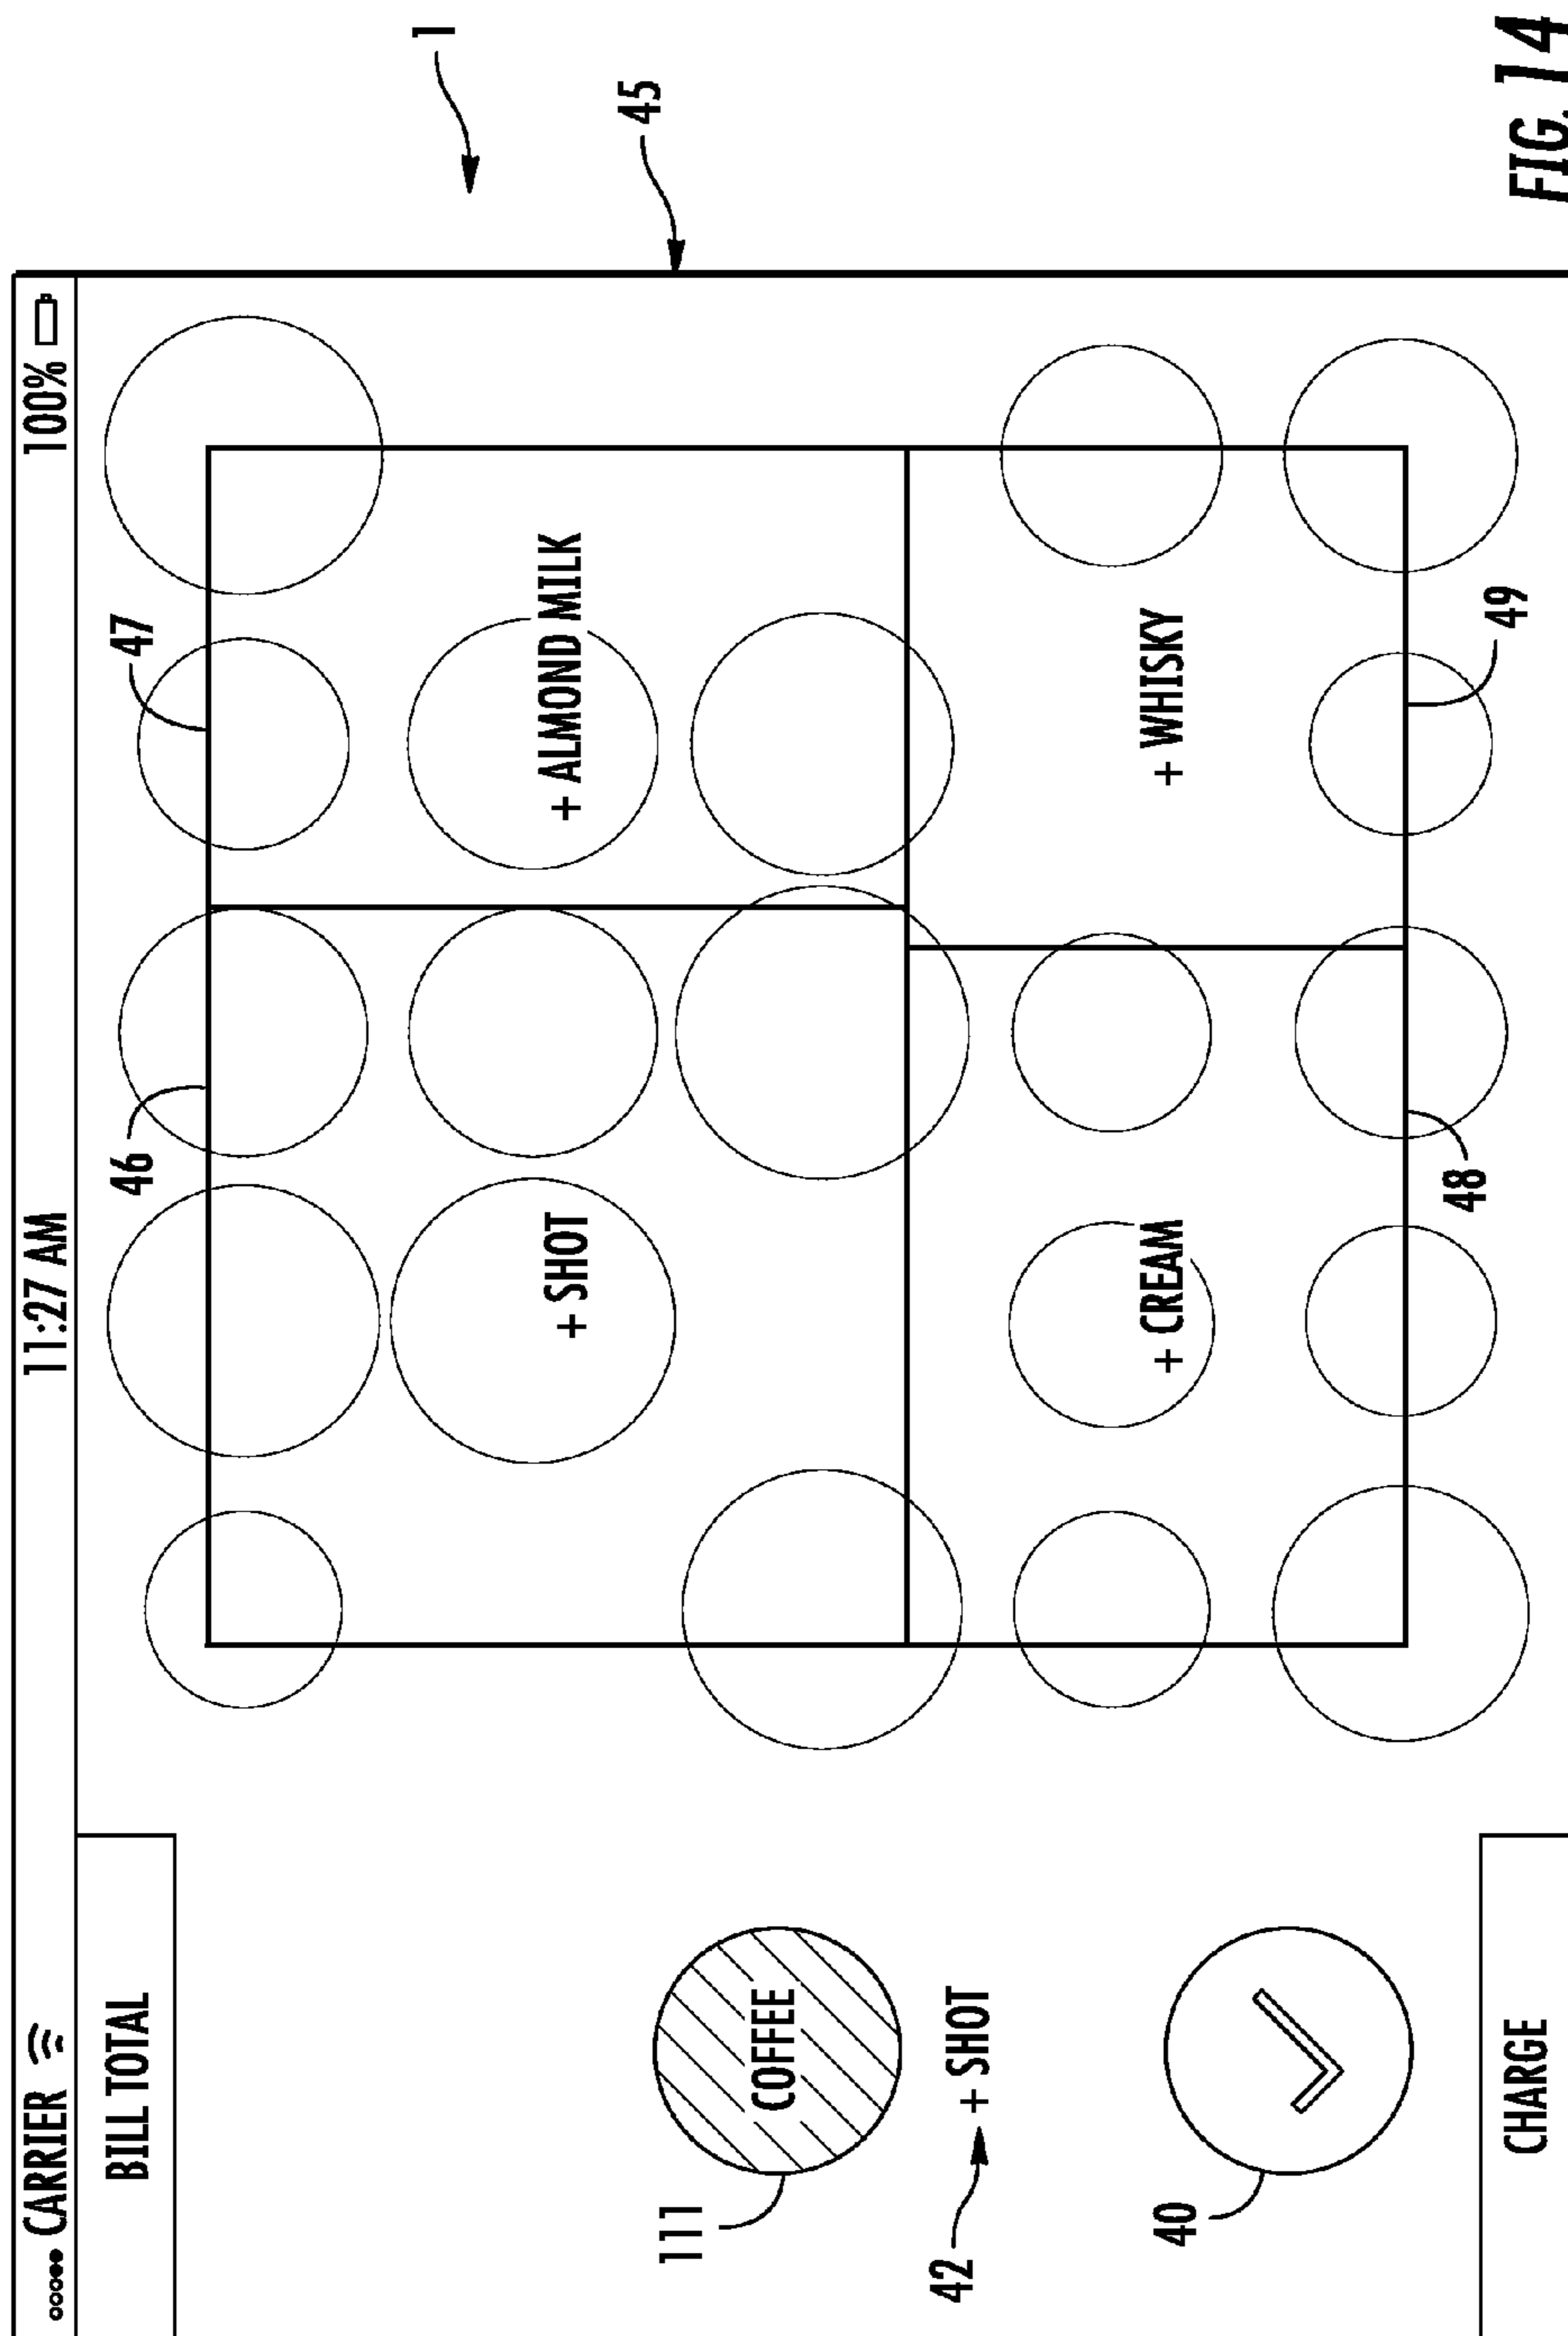 CARRIER
11:27 AM
100%
BILL TOTAL
46
47
1
45
+ SHOT
+ ALMOND MILK
111
COFFEE
42
+ SHOT
40
+ CREAM
+ WHISKY
48
49
CHARGE
FIG. 14